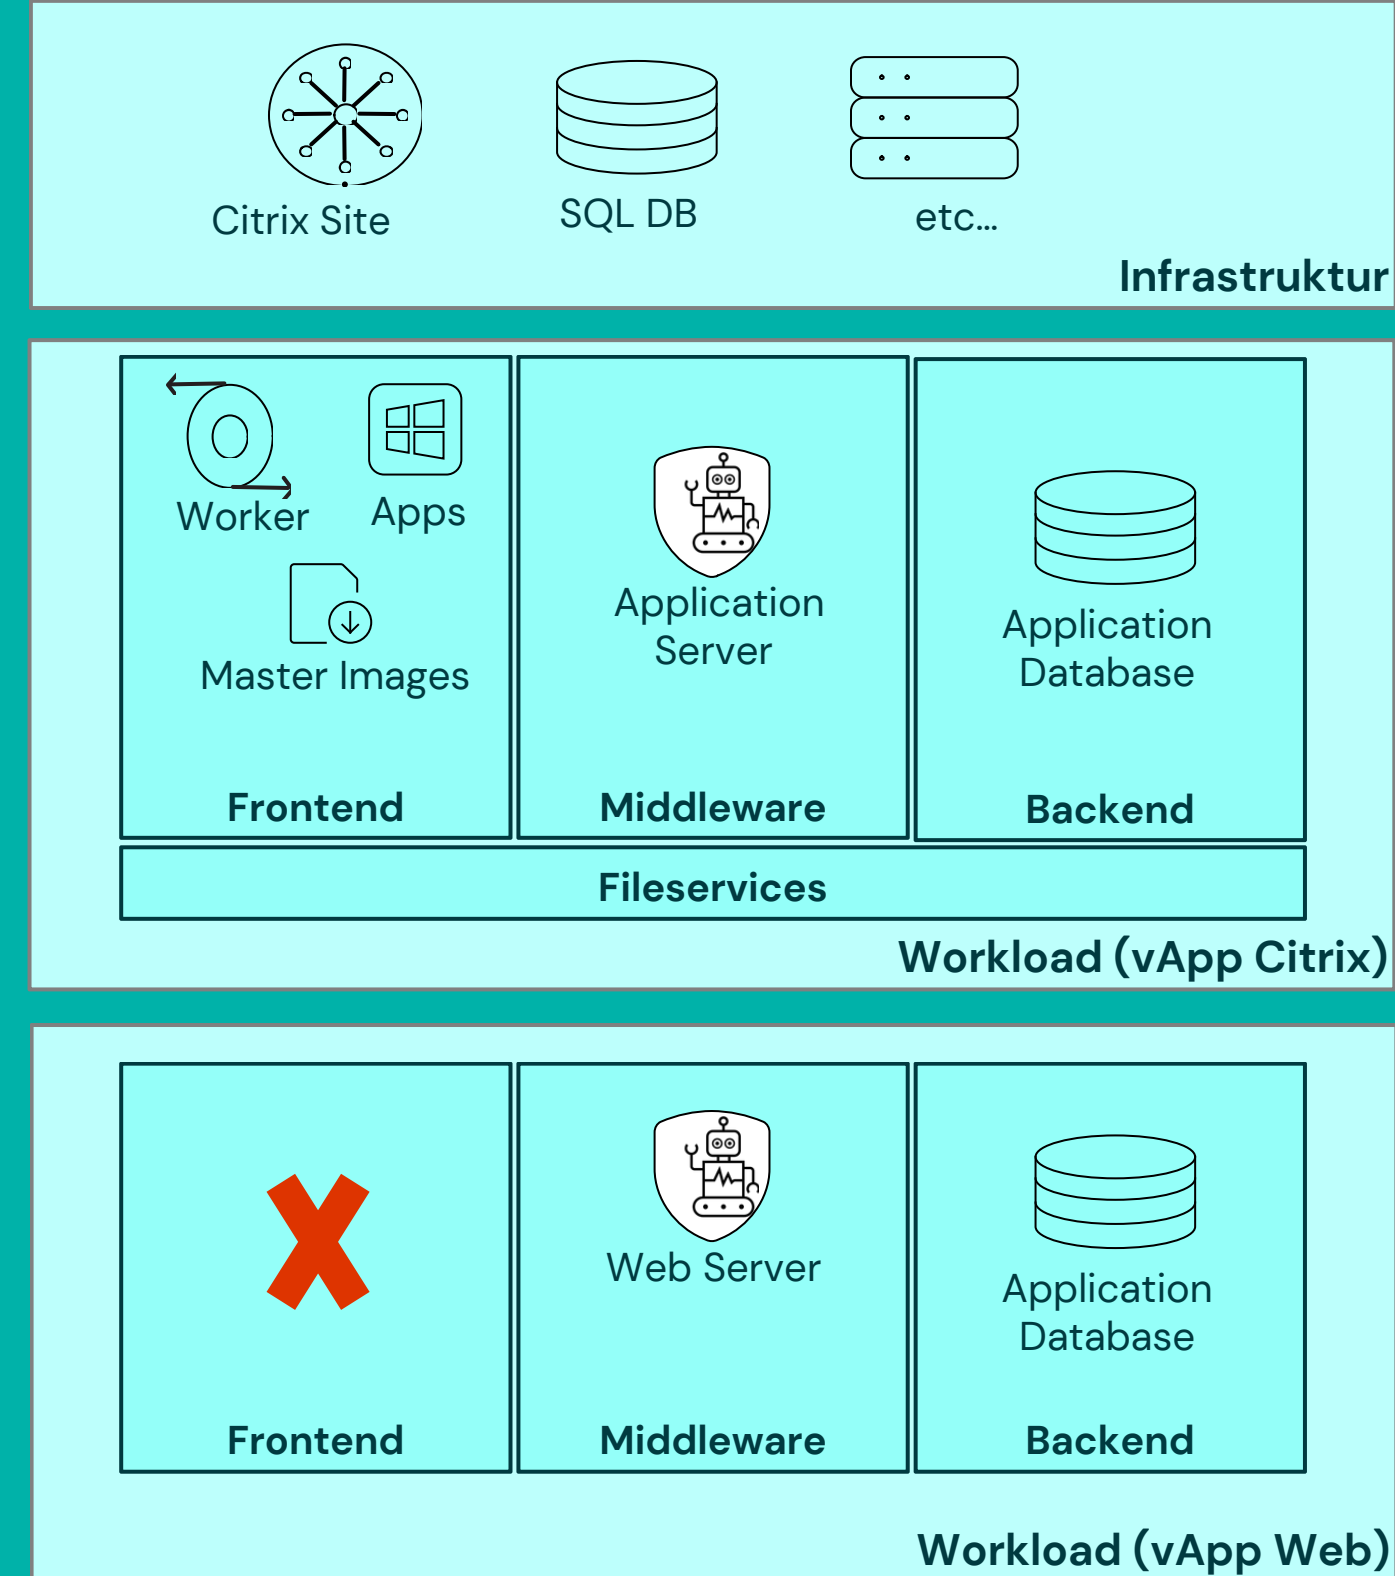 Citrix Site
SQL DB
etc...
Infrastruktur
Worker
Apps
Master Images
Frontend
Application
Server
Middleware
Application
Database
Backend
Fileservices
Workload (vApp Citrix)
Frontend
Web Server
Middleware
Application
Database
Backend
Workload (vApp Web)